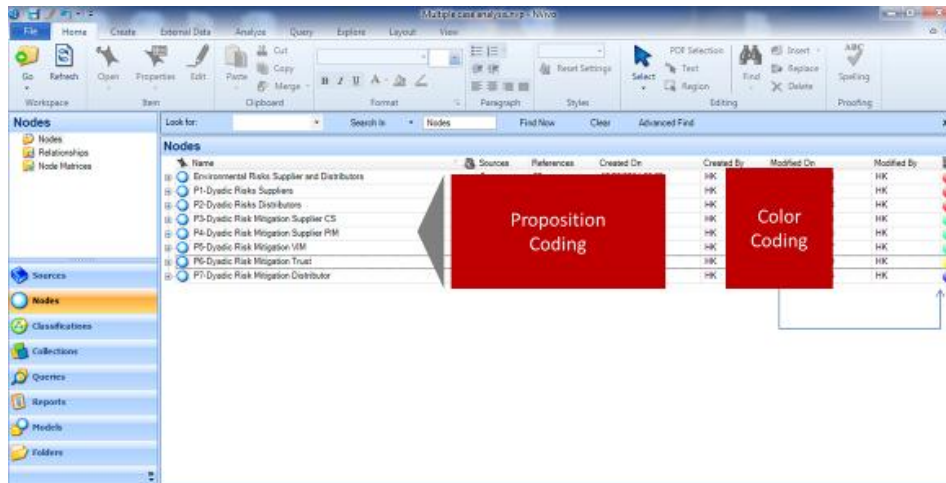 Multiple case analysis.nvp - NVivo
File Home Create External Data Analyze Query Explore Layout View
Go Refresh Open Properties Edit Paste Cut Copy Merge Reset Settings Select PDF Selection Text Region Find Insert Replace Delete ABC Spelling
B I U A
Workspace Item Clipboard Format Paragraph Styles Editing Proofing
Nodes
Nodes
Relationships
Node Matrices
Sources
Nodes
Classifications
Collections
Queries
Reports
Models
Folders
Look for: Search In Nodes Find Now Clear Advanced Find
Nodes
Name Sources References Created On Created By Modified On Modified By
Environmental Risks Supplier and Distributors HK HK
P1-Dyadic Risks Suppliers HK HK
P2-Dyadic Risks Distributors HK HK
P3-Dyadic Risk Mitigation Supplier CS HK HK
P4-Dyadic Risk Mitigation Supplier PIM HK HK
P5-Dyadic Risk Mitigation VIM HK HK
P6-Dyadic Risk Mitigation Trust HK HK
P7-Dyadic Risk Mitigation Distributor HK HK
Proposition
Coding
Color
Coding